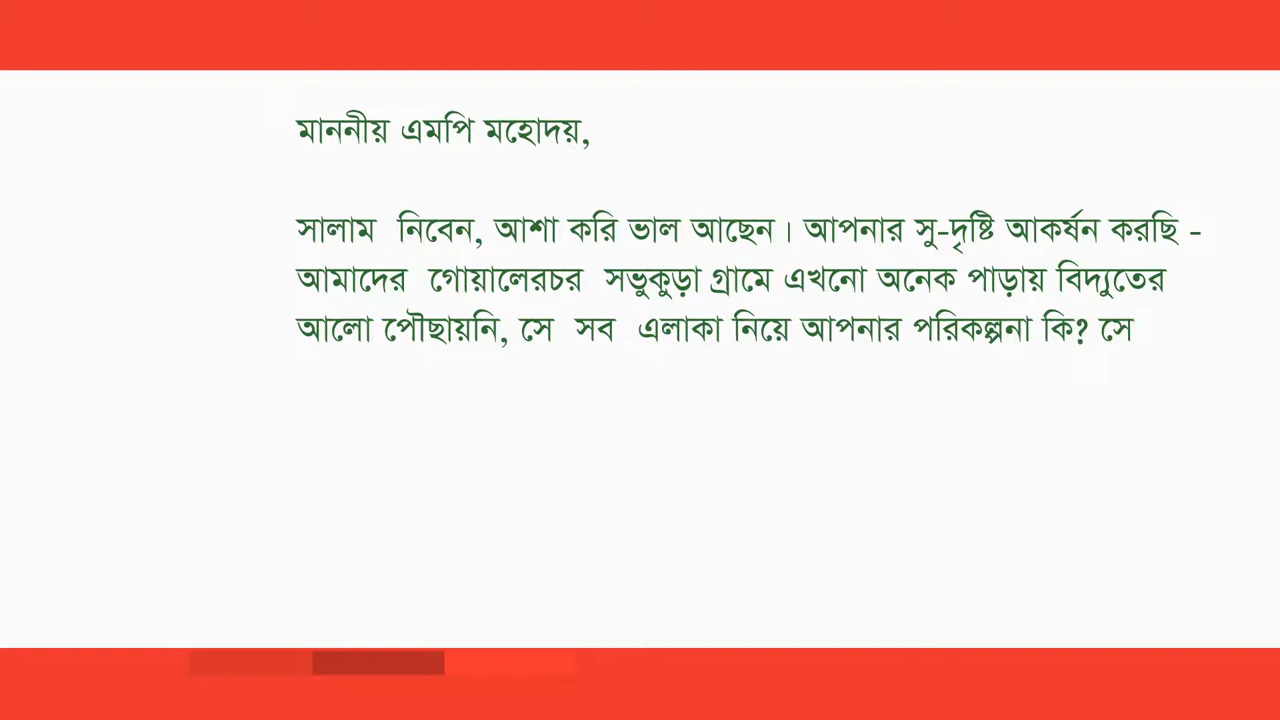 মাননীয় এমপি মহোদয়,
সালাম নিবেন, আশা করি ভাল আছেন। আপনার সু-দৃষ্টি আকর্ষন করছি -
আমাদের গোয়ালেরচর সভুকুড়া গ্রামে এখনো অনেক পাড়ায় বিদ্যুতের
আলো পৌছায়নি, সে সব এলাকা নিয়ে আপনার পরিকল্পনা কি? সে